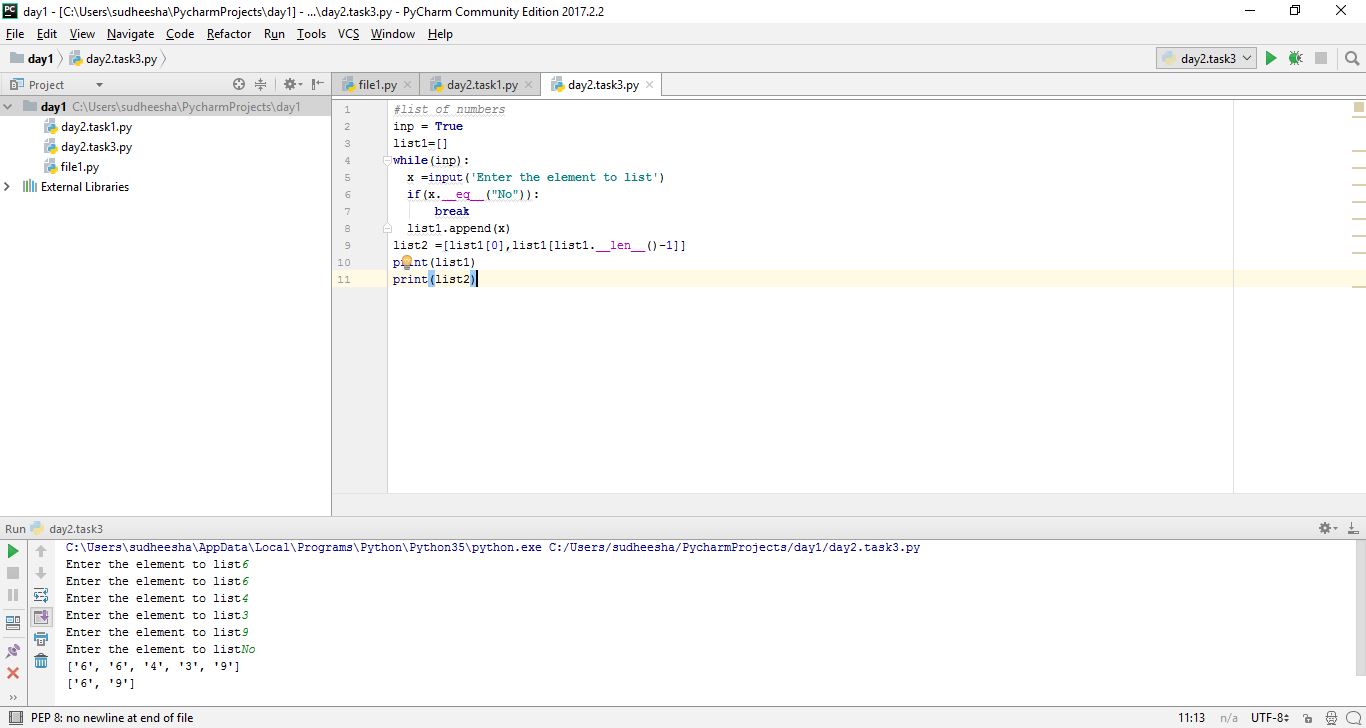 day1 - [C:\Users\sudheesha\PycharmProjects\day1] - ...\day2.task3.py - PyCharm Community Edition 2017.2.2
File Edit View Navigate Code Refactor Run Tools VCS Window Help
day1 day2.task3.py day2.task3
Project
file1.py day2.task1.py day2.task3.py
day1 C:\Users\sudheesha\PycharmProjects\day1
day2.task1.py
day2.task3.py
file1.py
External Libraries
1 #list of numbers
2 inp = True
3 list1=[]
4 while(inp):
5 x =input('Enter the element to list')
6 if(x.__eq__("No")):
7 break
8 list1.append(x)
9 list2 =[list1[0],list1[list1.__len__()-1]]
10 print(list1)
11 print(list2)
Run day2.task3
C:\Users\sudheesha\AppData\Local\Programs\Python\Python35\python.exe C:/Users/sudheesha/PycharmProjects/day1/day2.task3.py
Enter the element to list6
Enter the element to list6
Enter the element to list4
Enter the element to list3
Enter the element to list9
Enter the element to listNo
['6', '6', '4', '3', '9']
['6', '9']
PEP 8: no newline at end of file 11:13 n/a UTF-8